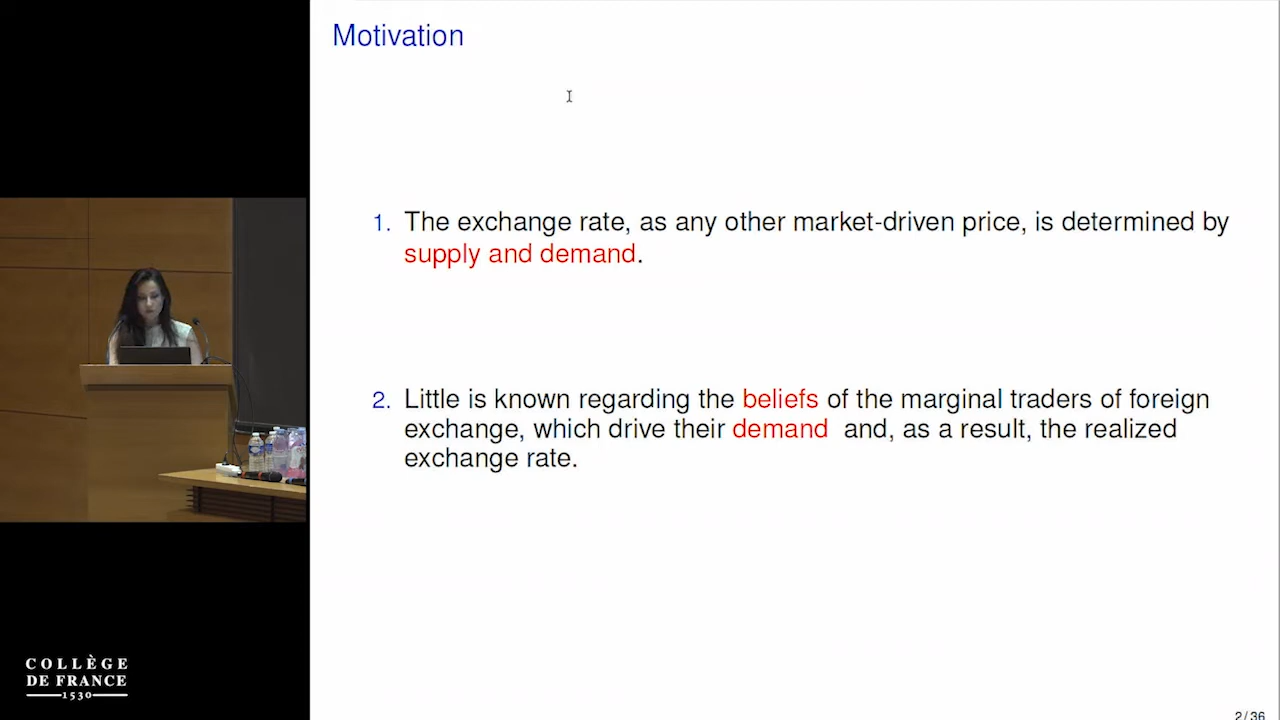 Motivation
1. The exchange rate, as any other market-driven price, is determined by
supply and demand.
2. Little is known regarding the beliefs of the marginal traders of foreign
exchange, which drive their demand and, as a result, the realized
exchange rate.
COLLÈGE
DE FRANCE
1530
2/36